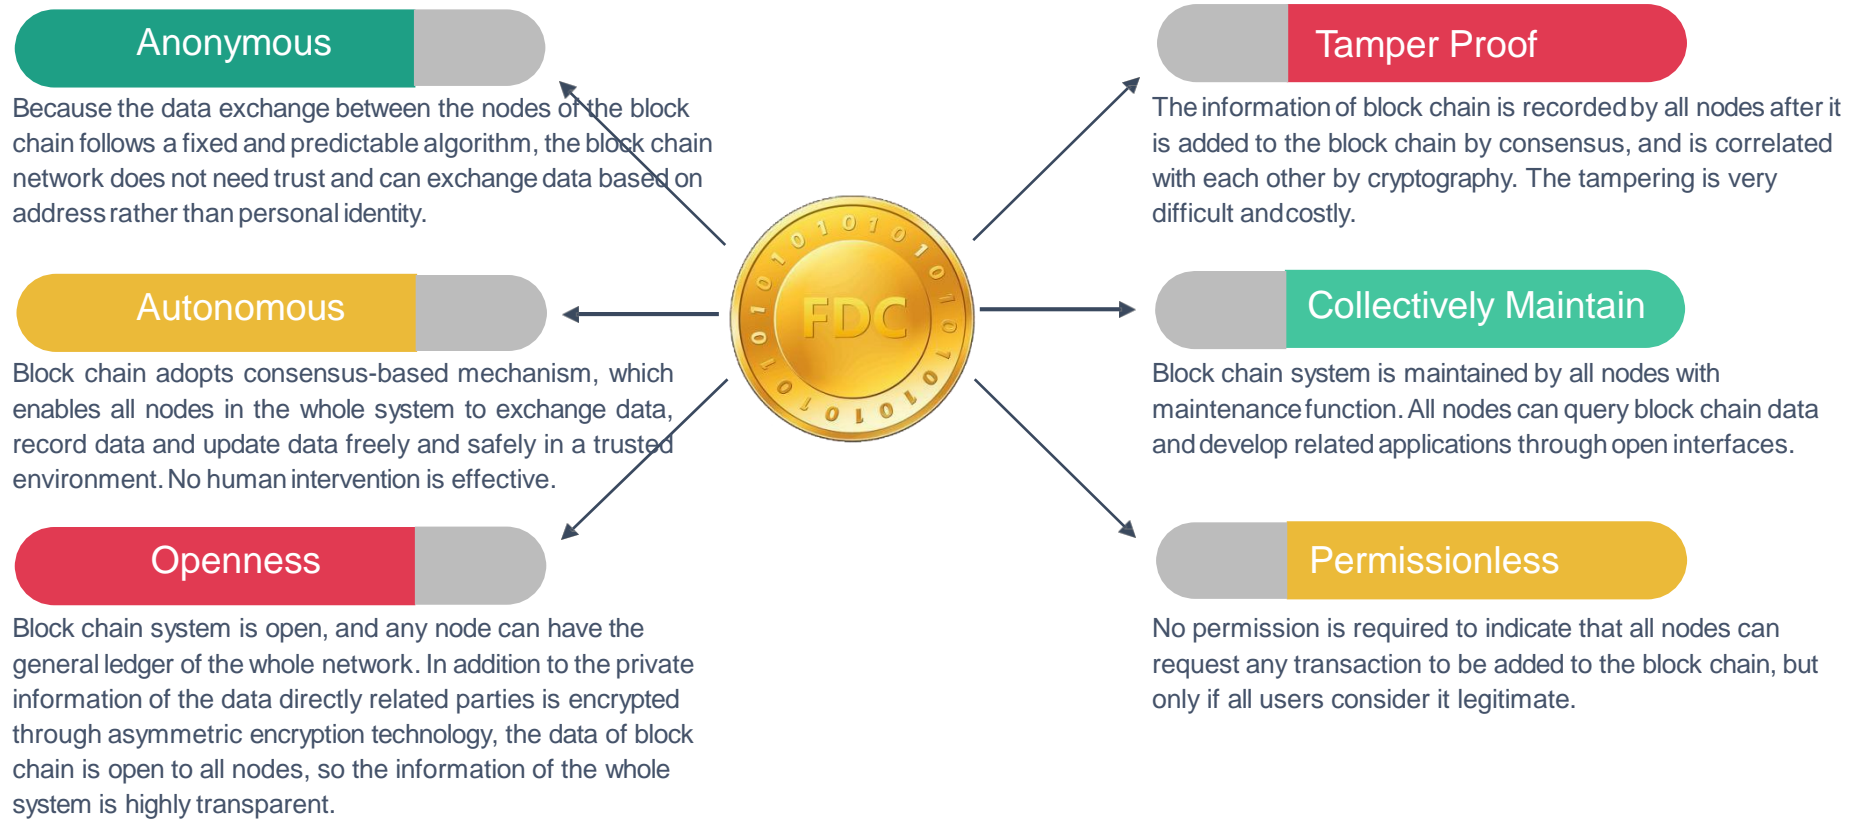 Anonymous
Because the data exchange between the nodes of the block
chain follows a fixed and predictable algorithm, the block chain
network does not need trust and can exchange data based on
address rather than personal identity.
Autonomous
Block chain adopts consensus-based mechanism, which
enables all nodes in the whole system to exchange data,
record data and update data freely and safely in a trusted
environment. No human intervention is effective.
Openness
Block chain system is open, and any node can have the
general ledger of the whole network. In addition to the private
information of the data directly related parties is encrypted
through asymmetric encryption technology, the data of block
chain is open to all nodes, so the information of the whole
system is highly transparent.
FDC
Tamper Proof
The information of block chain is recorded by all nodes after it
is added to the block chain by consensus, and is correlated
with each other by cryptography. The tampering is very
difficult and costly.
Collectively Maintain
Block chain system is maintained by all nodes with
maintenance function. All nodes can query block chain data
and develop related applications through open interfaces.
Permissionless
No permission is required to indicate that all nodes can
request any transaction to be added to the block chain, but
only if all users consider it legitimate.